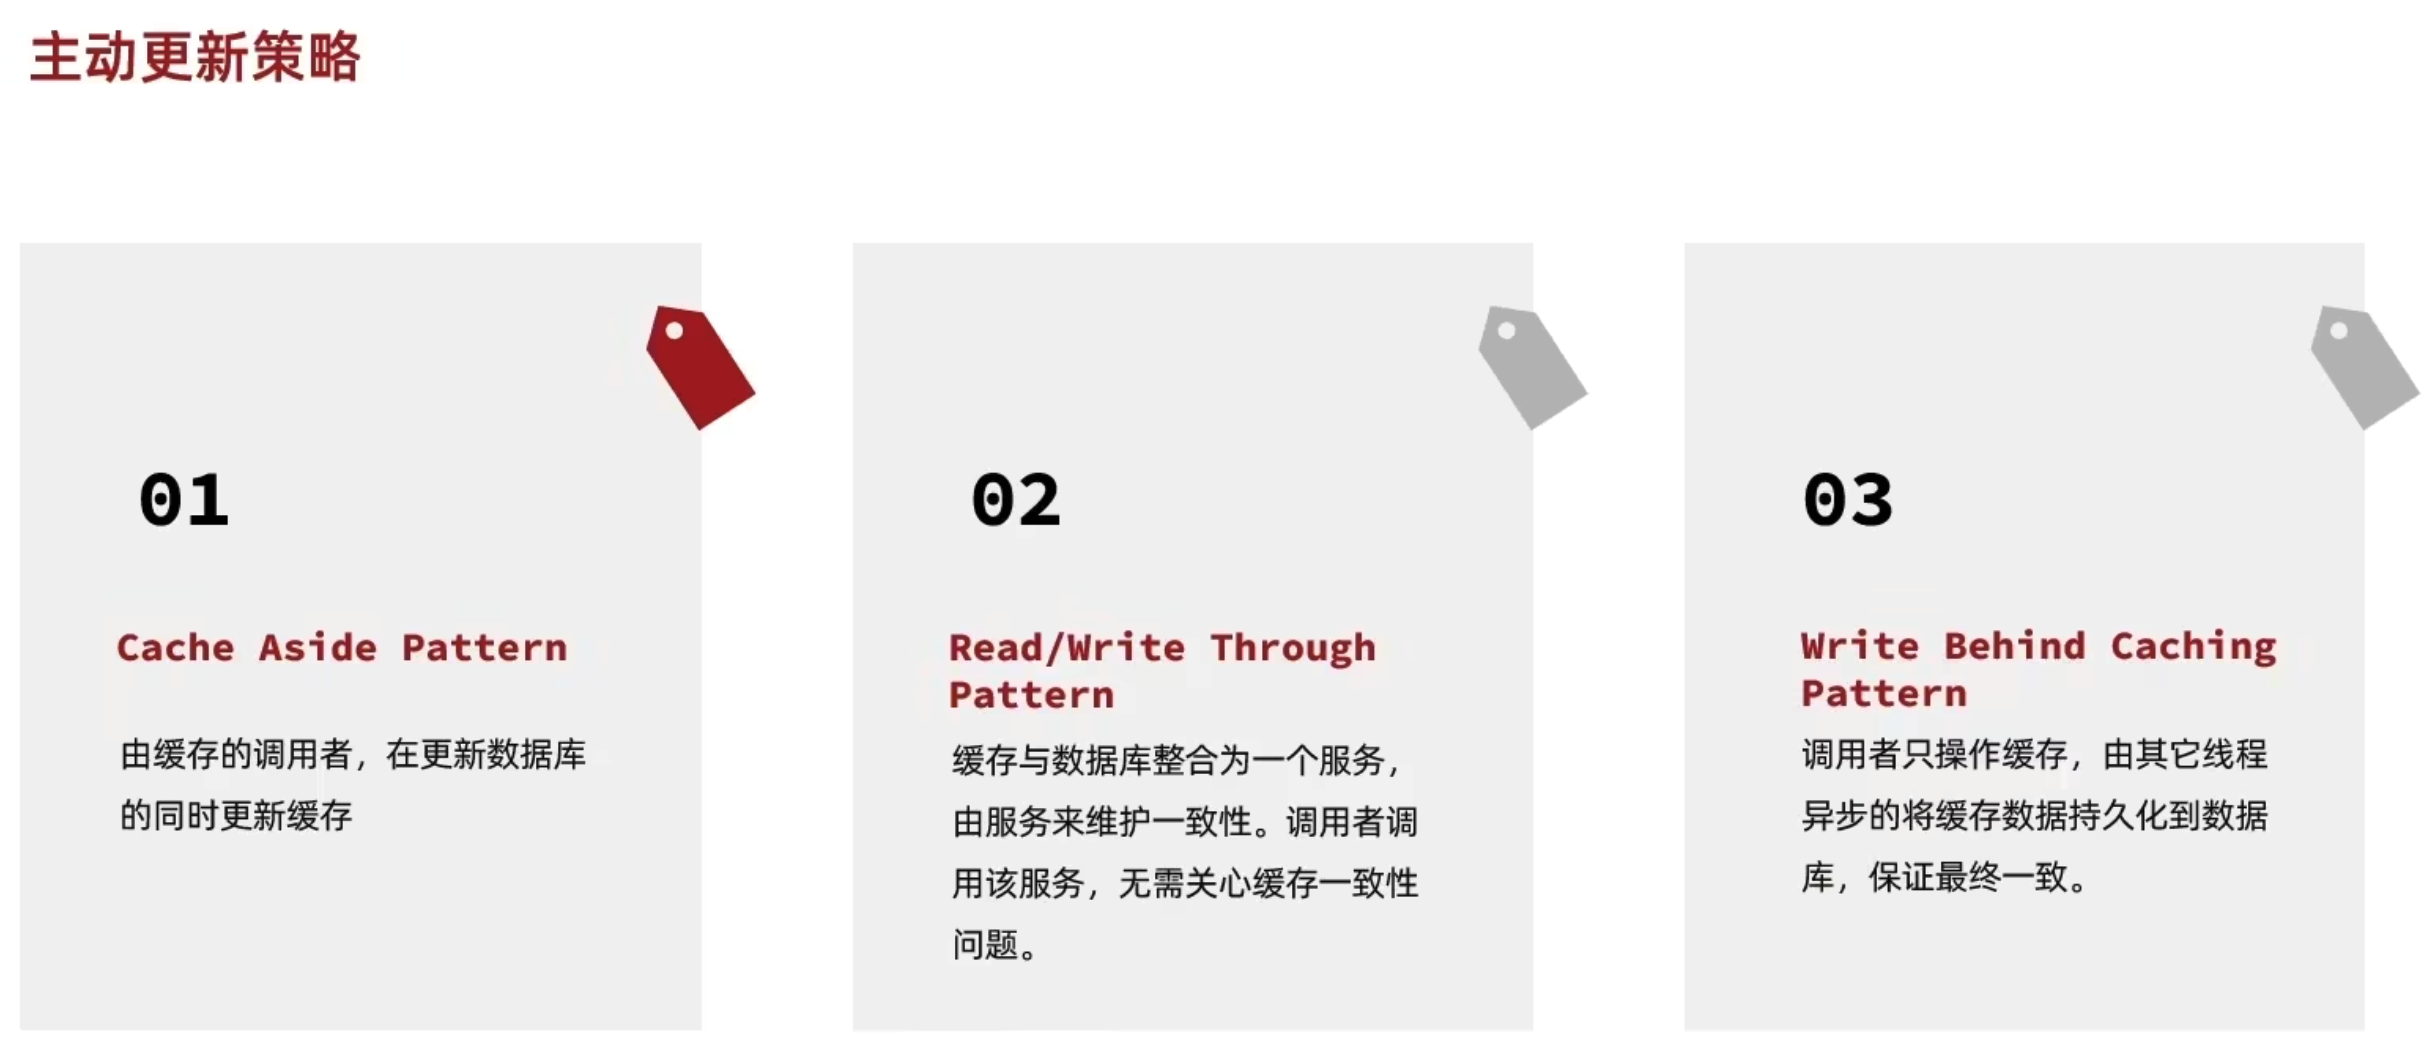 主动更新策略
01
Cache Aside Pattern
由缓存的调用者，在更新数据库
的同时更新缓存
02
Read/Write Through
Pattern
缓存与数据库整合为一个服务，
由服务来维护一致性。调用者调
用该服务，无需关心缓存一致性
问题。
03
Write Behind Caching
Pattern
调用者只操作缓存，由其它线程
异步的将缓存数据持久化到数据
库，保证最终一致。